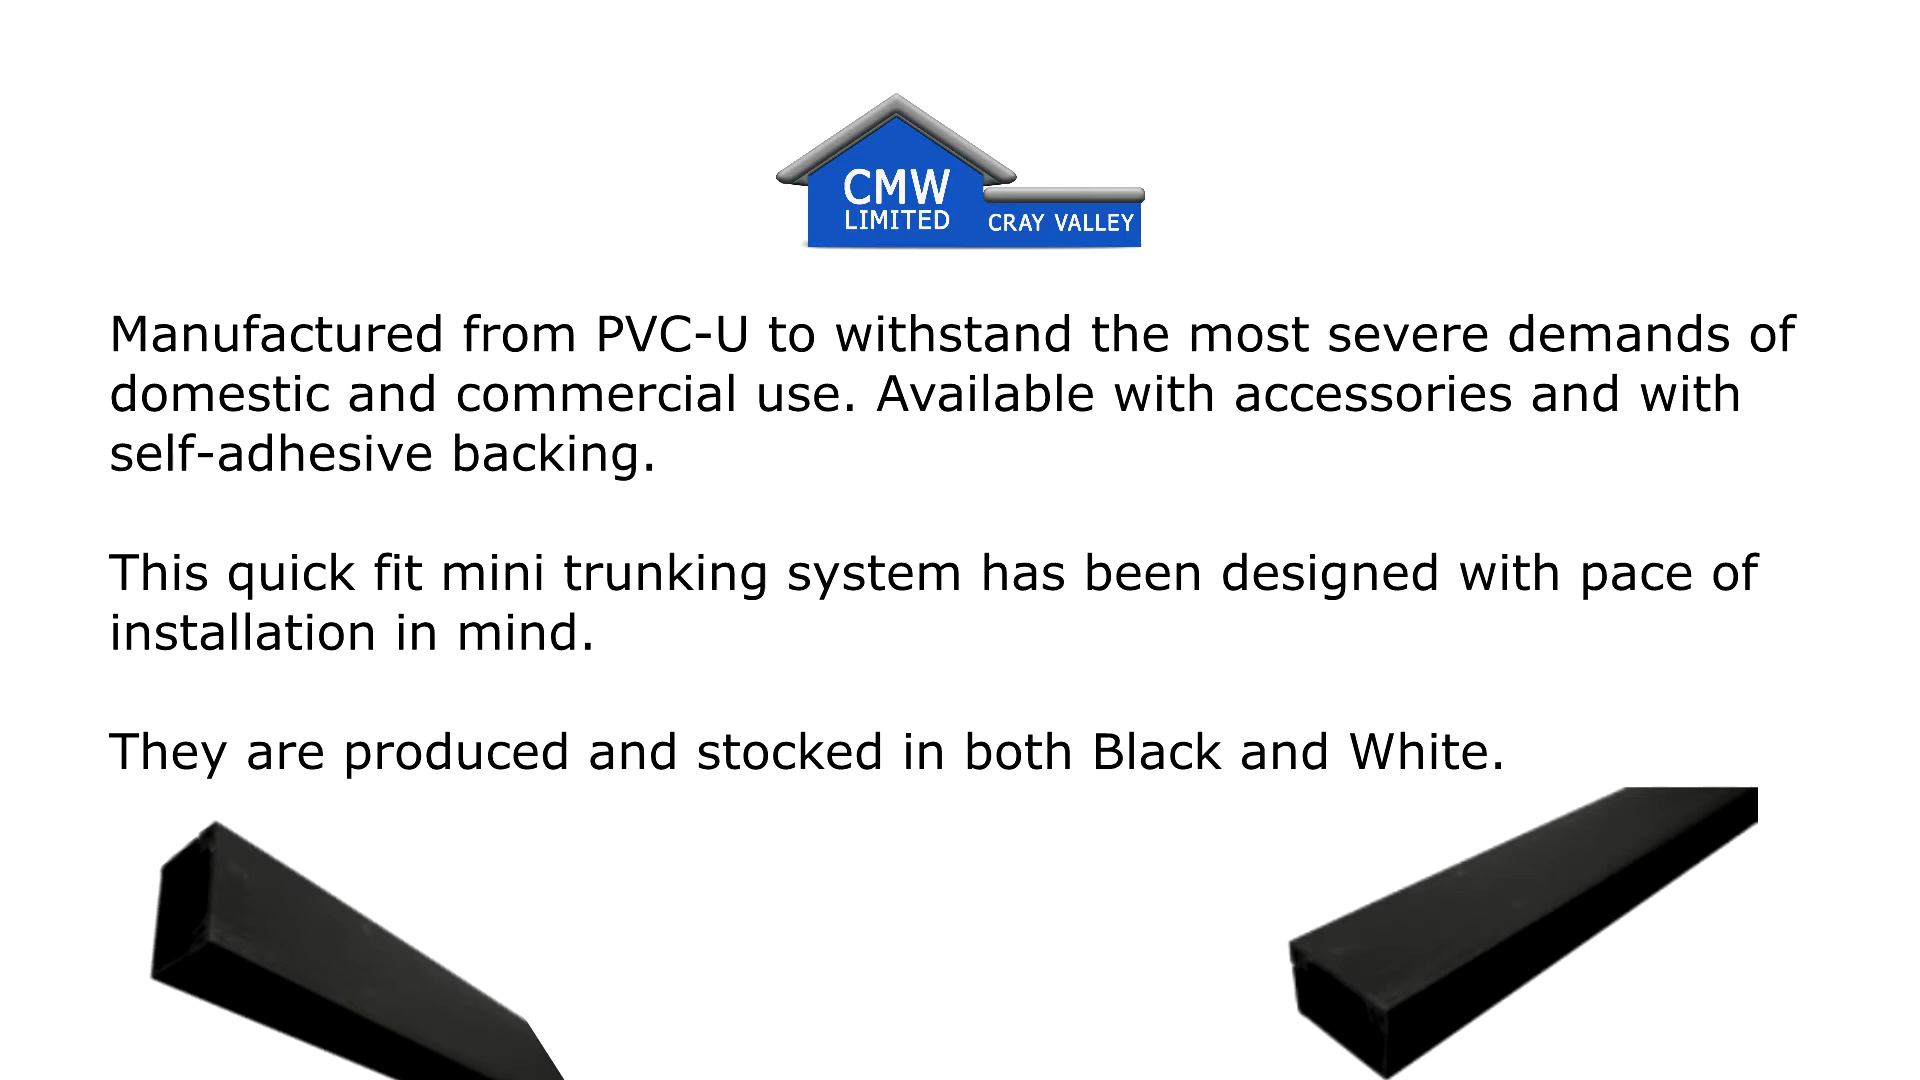 CMW
LIMITED
CRAY VALLEY
Manufactured from PVC-U to withstand the most severe demands of
domestic and commercial use. Available with accessories and with
self-adhesive backing.
This quick fit mini trunking system has been designed with pace of
installation in mind.
They are produced and stocked in both Black and White.